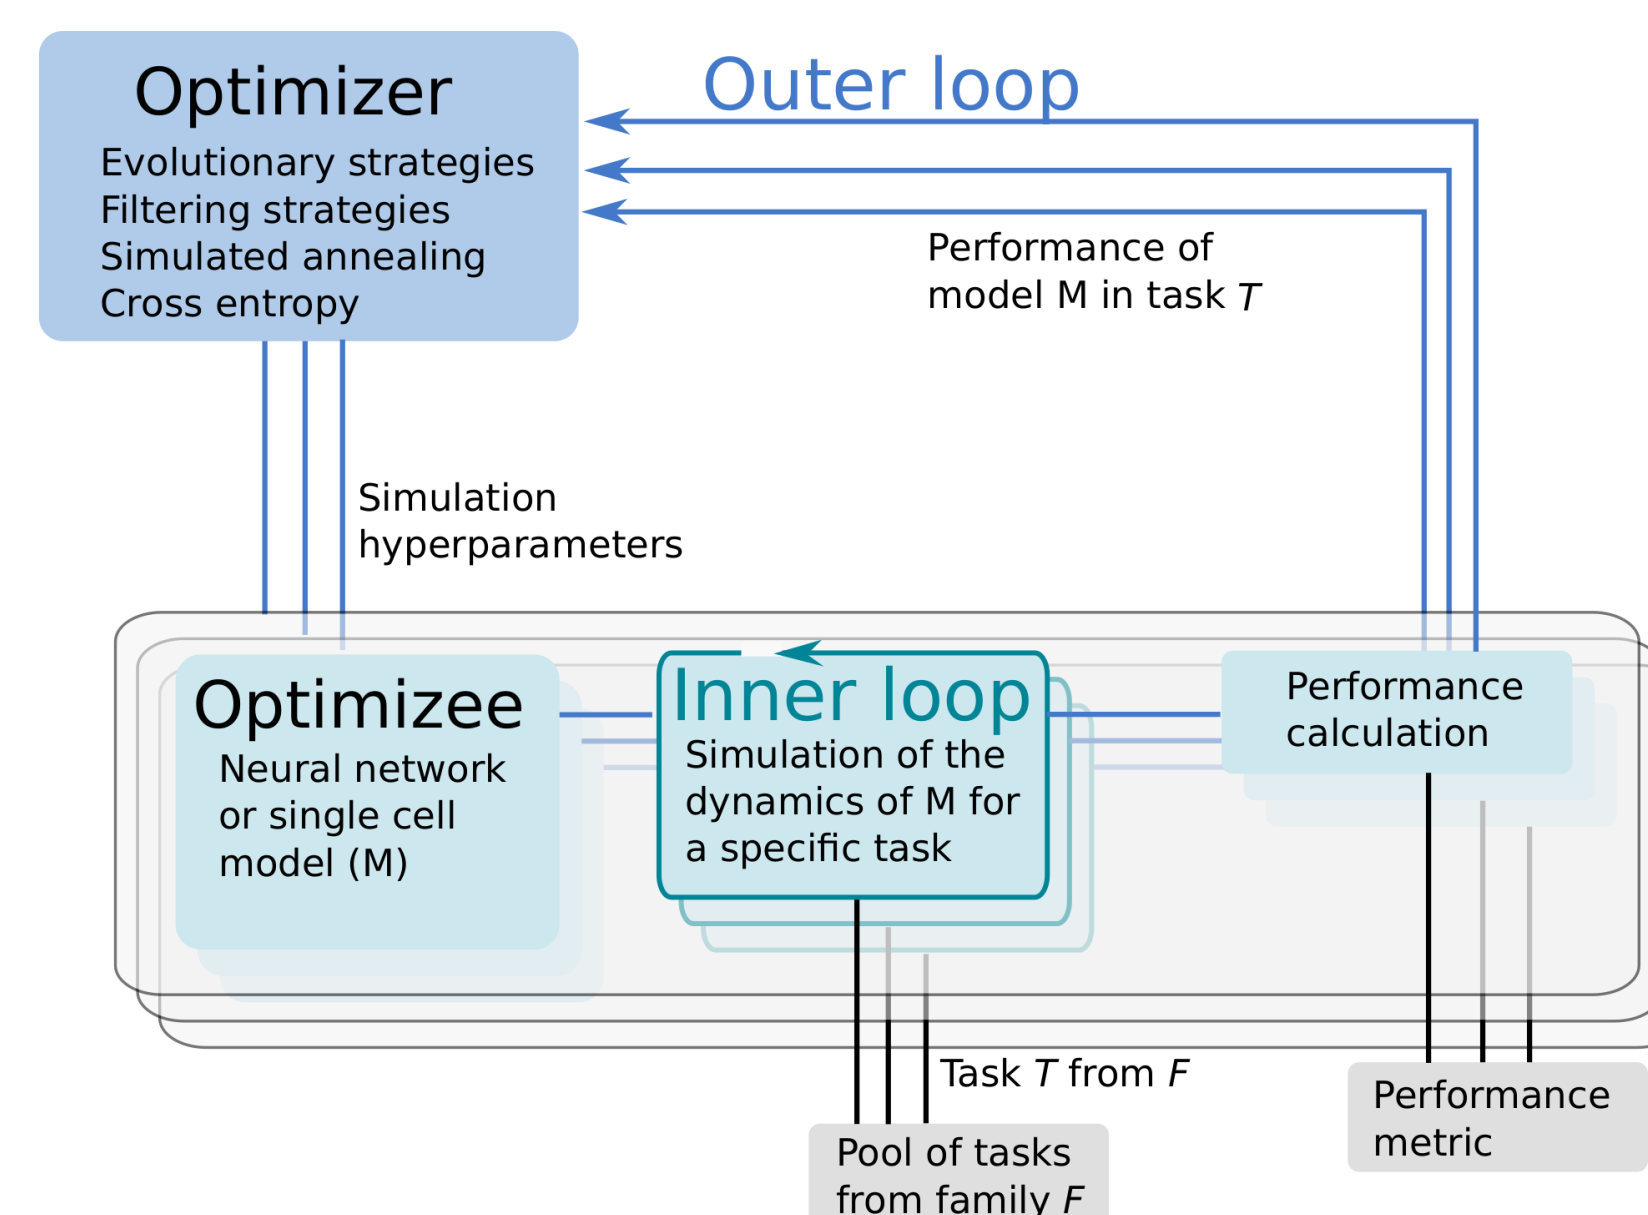 Optimizer
Evolutionary strategies
Filtering strategies
Simulated annealing
Cross entropy
Outer loop
Performance of
model M in task T
Simulation
hyperparameters
Optimizee
Neural network
or single cell
model (M)
Inner loop
Simulation of the
dynamics of M for
a specific task
Performance
calculation
Task T from F
Pool of tasks
from family F
Performance
metric